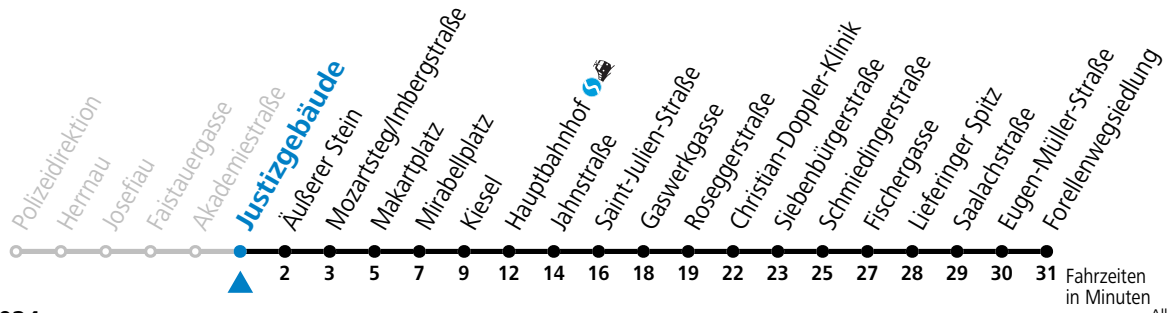 Polizeidirektion
Herrnau
Josefiau
Faistauergasse
Akademiestraße
Justizgebäude
Äußerer Stein
Mozartsteg/Imbergstraße
Makartplatz
Mirabellplatz
Kiesel
Hauptbahnhof
Jahnstraße
Saint-Julien-Straße
Gaswerkgasse
Roseggerstraße
Christian-Doppler-Klinik
Siebenbürgerstraße
Schmiedingerstraße
Fischergasse
Lieferinger Spitz
Saalachstraße
Eugen-Müller-Straße
Forellenwegsiedlung
2 3 5 7 9 12 14 16 18 19 22 23 25 27 28 29 30 31
Fahrzeiten
in Minuten